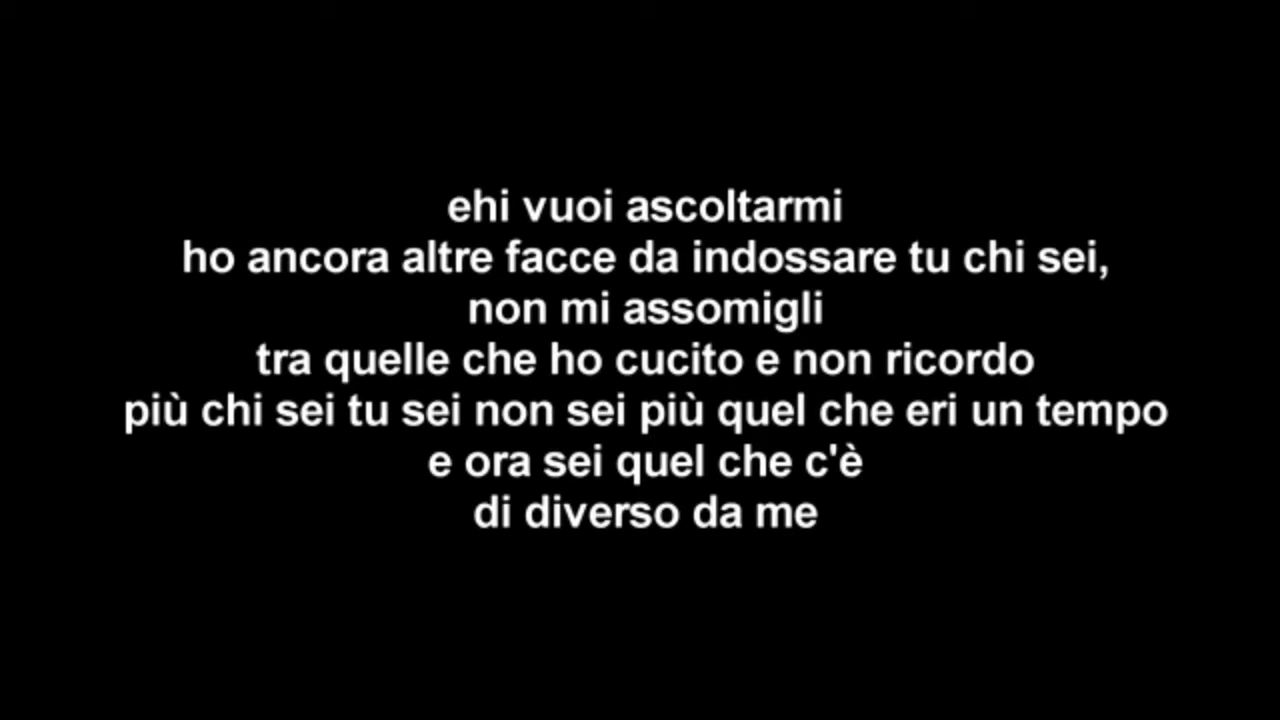 ehi vuoi ascoltarmi
ho ancora altre facce da indossare tu chi sei,
non mi assomigli
tra quelle che ho cucito e non ricordo
più chi sei tu sei non sei più quel che eri un tempo
e ora sei quel che c'è
di diverso da me